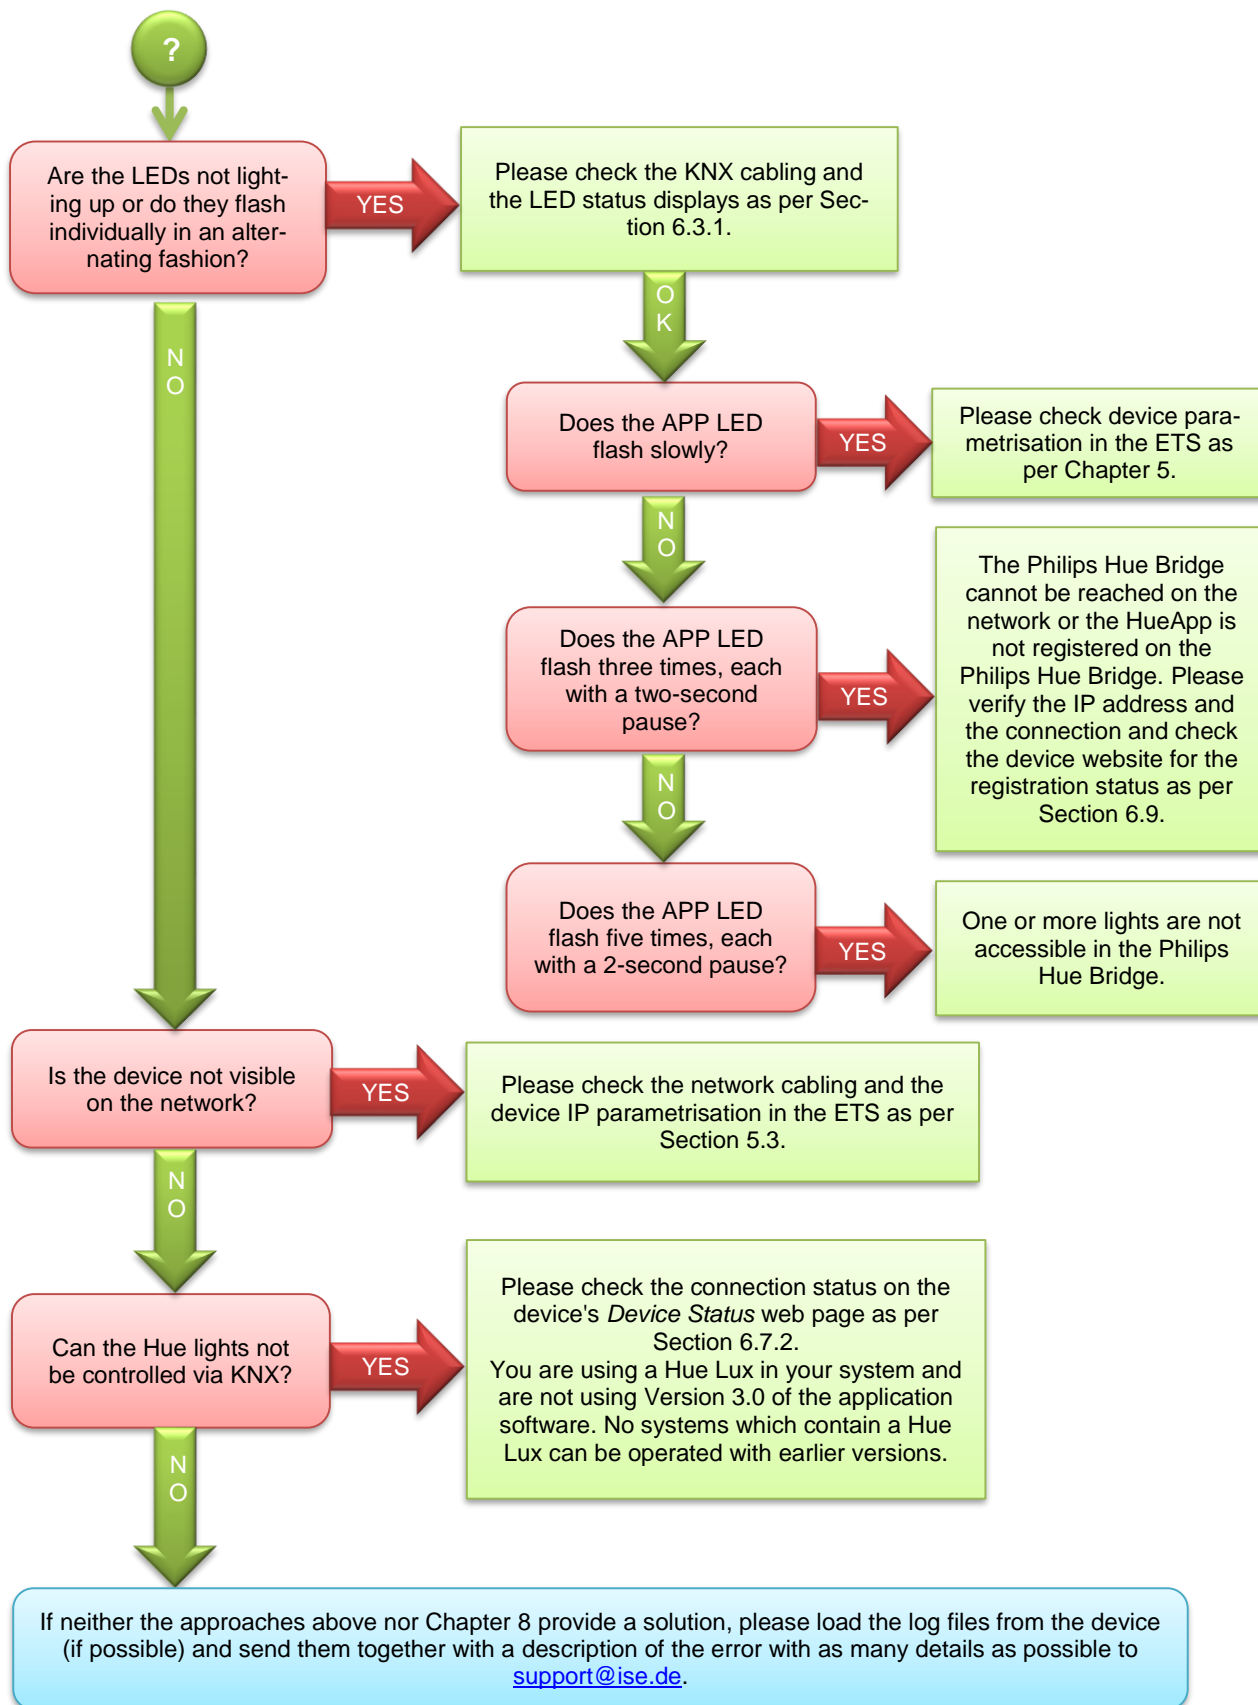 ?
Are the LEDs not light-
ing up or do they flash
individually in an alter-
nating fashion?
YES
Please check the KNX cabling and
the LED status displays as per Sec-
tion 6.3.1.
O
K
N
O
Does the APP LED
flash slowly?
YES
Please check device para-
metrisation in the ETS as
per Chapter 5.
N
O
Does the APP LED
flash three times, each
with a two-second
pause?
YES
The Philips Hue Bridge
cannot be reached on the
network or the HueApp is
not registered on the
Philips Hue Bridge. Please
verify the IP address and
the connection and check
the device website for the
registration status as per
Section 6.9.
N
O
Does the APP LED
flash five times, each
with a 2-second pause?
YES
One or more lights are not
accessible in the Philips
Hue Bridge.
Is the device not visible
on the network?
YES
Please check the network cabling and the
device IP parametrisation in the ETS as per
Section 5.3.
N
O
Can the Hue lights not
be controlled via KNX?
YES
Please check the connection status on the
device's Device Status web page as per
Section 6.7.2.
You are using a Hue Lux in your system and
are not using Version 3.0 of the application
software. No systems which contain a Hue
Lux can be operated with earlier versions.
N
O
If neither the approaches above nor Chapter 8 provide a solution, please load the log files from the device
(if possible) and send them together with a description of the error with as many details as possible to
support@ise.de.